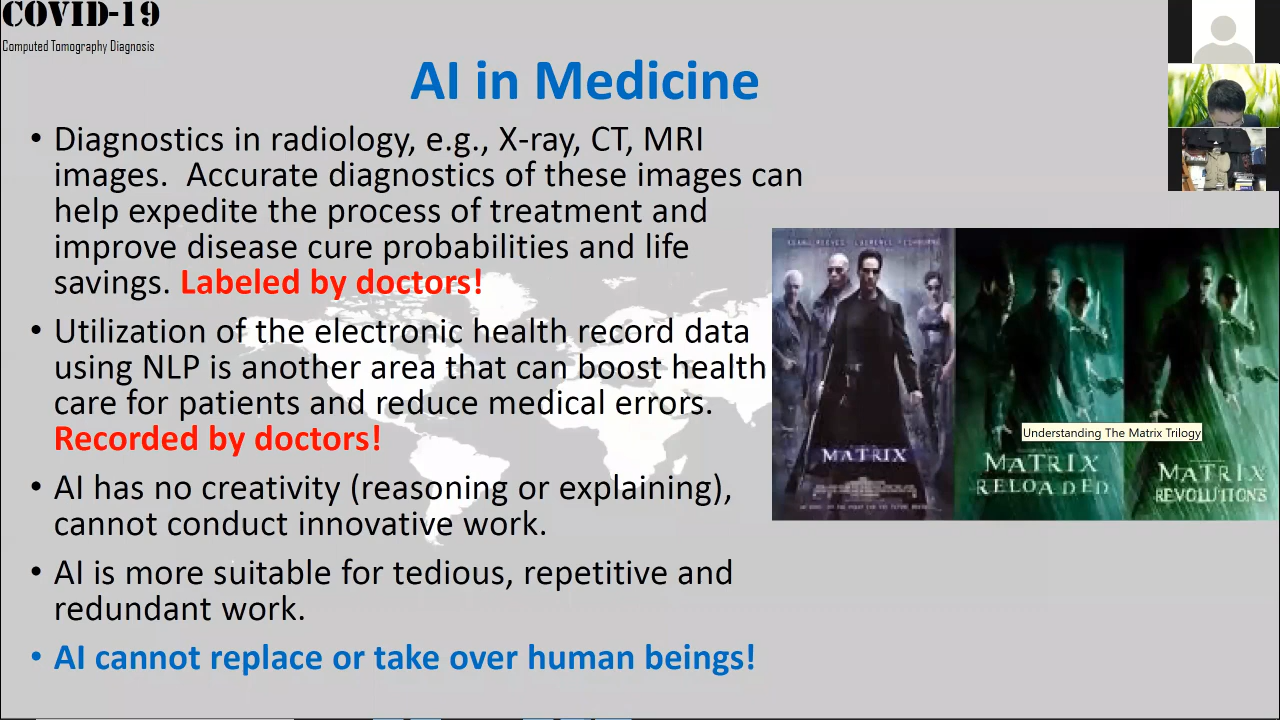 COVID-19
Computed Tomography Diagnosis
AI in Medicine
• Diagnostics in radiology, e.g., X-ray, CT, MRI
images.  Accurate diagnostics of these images can
help expedite the process of treatment and
improve disease cure probabilities and life
savings. Labeled by doctors!
• Utilization of the electronic health record data
using NLP is another area that can boost health
care for patients and reduce medical errors.
Recorded by doctors!
• AI has no creativity (reasoning or explaining),
cannot conduct innovative work.
• AI is more suitable for tedious, repetitive and
redundant work.
• AI cannot replace or take over human beings!
KEANU REEVES LAURENCE FISHBURNE
MATRIX
Understanding The Matrix Trilogy
MATRIX
RELOADED
MATRIX
REVOLUTIONS